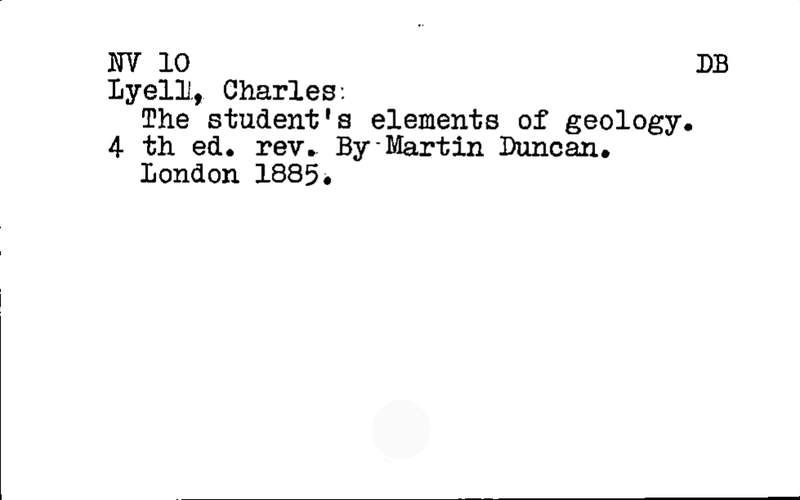 NV 10 DB
Lyell, Charles:
The student's elements of geology.
4 th ed. rev. By Martin Duncan.
London 1885.